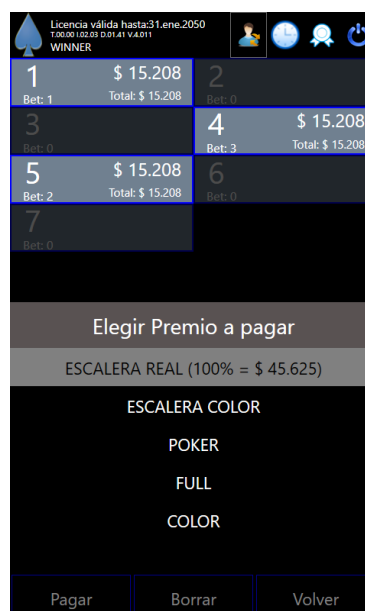 Licencia válida hasta:31.ene.2050
T.00.00 I.02.03 D.01.41 V.4.011
WINNER
1 $ 15.208
Bet: 1 Total: $ 15.208
2
Bet: 0
3
Bet: 0
4 $ 15.208
Bet: 3 Total: $ 15.208
5 $ 15.208
Bet: 2 Total: $ 15.208
6
Bet: 0
7
Bet: 0
Elegir Premio a pagar
ESCALERA REAL (100% = $ 45.625)
ESCALERA COLOR
POKER
FULL
COLOR
Pagar Borrar Volver